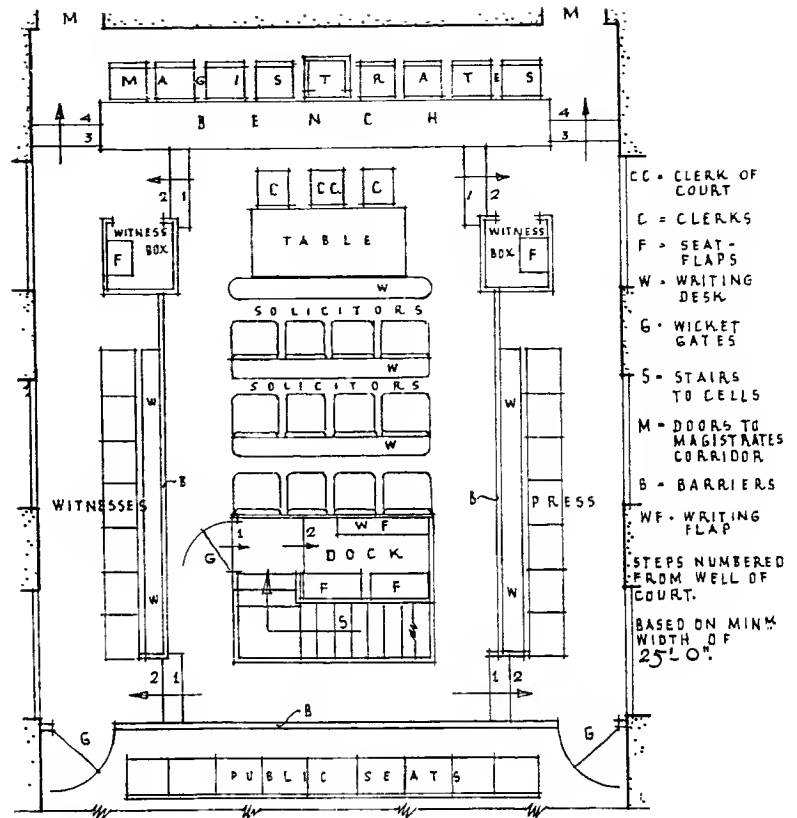 M M
MAGISTRATES
BENCH
4 4
3 3
2 1 1 2
C CC C
WITNESS BOX
F
TABLE
WITNESS BOX
F
W
SOLICITORS
W
SOLICITORS
W
W W
WITNESSES
B B
PRESS
1 2 WF
G DOCK
F F
S
W W
2 1 1 2
B
G G
PUBLIC SEATS
CC = CLERK OF
COURT
C = CLERKS
F = SEAT-
FLAPS
W = WRITING
DESK
G = WICKET
GATES
S = STAIRS
TO CELLS
M = DOORS TO
MAGISTRATES
CORRIDOR
B = BARRIERS
WF = WRITING
FLAP
STEPS NUMBERED
FROM WELL OF
COURT.
BASED ON MINM
WIDTH OF
25'-0".